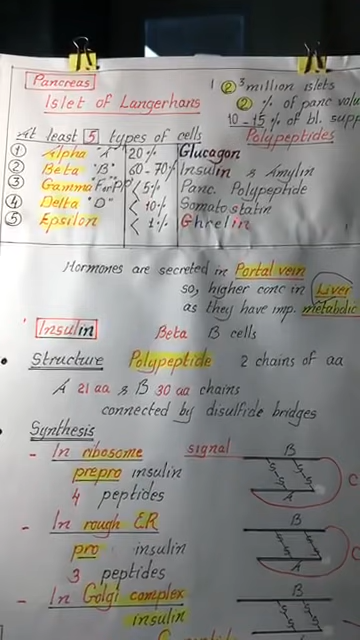 Pancreas
1 ② 3 million islets
Islet of Langerhans
② % of panc
10 - 15 % of bl.
At least 5 types of cells
Polypeptides
① Alpha "A" 20% Glucagon
② Beta "B" 60-70% Insulin & Amylin
③ Gamma "F or PP" < 5% Panc. Polypeptide
④ Delta "D" < 10% Somatostatin
⑤ Epsilon < 1% Ghrelin
Hormones are secreted in Portal vein
so, higher conc in Liver
as they have imp. metabolic
Insulin Beta B cells
• Structure Polypeptide 2 chains of aa
A 21 aa & B 30 aa chains
connected by disulfide bridges
• Synthesis
- In ribosome signal B
prepro insulin C
4 peptides A
- In rough ER B
pro insulin C
3 peptides A
- In Golgi complex B
insulin